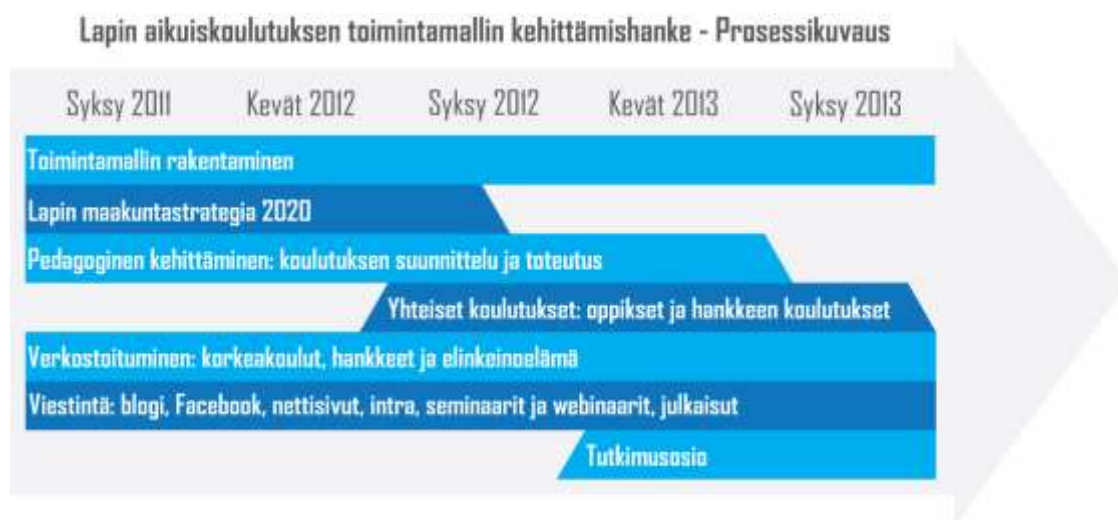 Lapin aikuiskoulutuksen toimintamallin kehittämishanke - Prosessikuvaus
Syksy 2011 Kevät 2012 Syksy 2012 Kevät 2013 Syksy 2013
Toimintamallin rakentaminen
Lapin maakuntastrategia 2020
Pedagoginen kehittäminen: koulutuksen suunnittelu ja toteutus
Yhteiset koulutukset: oppikset ja hankkeen koulutukset
Verkostoituminen: korkeakoulut, hankkeet ja elinkeinoelämä
Viestintä: blogi, Facebook, nettisivut, intra, seminaarit ja webinaarit, julkaisut
Tutkimusosio